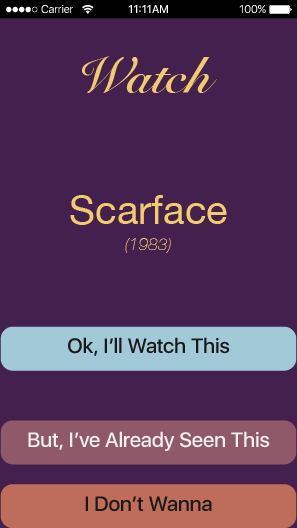 Carrier 11:11AM 100%
Watch
Scarface
(1983)
Ok, I'll Watch This
But, I've Already Seen This
I Don't Wanna